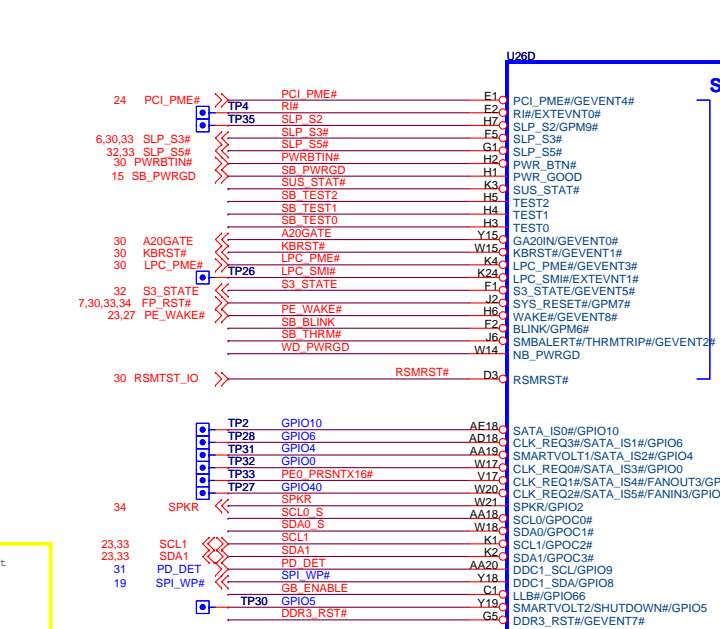 U26D
S
24 PCI_PME# PCI_PME# E1 PCI_PME#/GEVENT4#
TP4 RI# E2 RI#/EXTEVNT0#
TP35 SLP_S2 H7 SLP_S2/GPM9#
6,30,33 SLP_S3# SLP_S3# F5 SLP_S3#
32,33 SLP_S5# SLP_S5# G1 SLP_S5#
30 PWRBTIN# PWRBTIN# H2 PWR_BTN#
15 SB_PWRGD SB_PWRGD H1 PWR_GOOD
SUS_STAT# K3 SUS_STAT#
SB_TEST2 H5 TEST2
SB_TEST1 H4 TEST1
SB_TEST0 H3 TEST0
30 A20GATE A20GATE Y15 GA20IN/GEVENT0#
30 KBRST# KBRST# W15 KBRST#/GEVENT1#
30 LPC_PME# LPC_PME# K4 LPC_PME#/GEVENT3#
TP26 LPC_SMI# K24 LPC_SMI#/EXTEVNT1#
32 S3_STATE S3_STATE F1 S3_STATE/GEVENT5#
7,30,33,34 FP_RST# J2 SYS_RESET#/GPM7#
23,27 PE_WAKE# PE_WAKE# H6 WAKE#/GEVENT8#
SB_BLINK F2 BLINK/GPM6#
SB_THRM# J6 SMBALERT#/THRMTRIP#/GEVENT2#
WD_PWRGD W14 NB_PWRGD
30 RSMTST_IO RSMRST# D3 RSMRST#
TP2 GPIO10 AE18 SATA_IS0#/GPIO10
TP28 GPIO6 AD18 CLK_REQ3#/SATA_IS1#/GPIO6
TP31 GPIO4 AA19 SMARTVOLT1/SATA_IS2#/GPIO4
TP32 GPIO0 W17 CLK_REQ0#/SATA_IS3#/GPIO0
TP33 PE0_PRSNTX16# V17 CLK_REQ1#/SATA_IS4#/FANOUT3/GP
TP27 GPIO40 W20 CLK_REQ2#/SATA_IS5#/FANIN3/GPIO
34 SPKR SPKR W21 SPKR/GPIO2
SCL0_S AA18 SCL0/GPOC0#
SDA0_S W18 SDA0/GPOC1#
23,33 SCL1 SCL1 K1 SCL1/GPOC2#
23,33 SDA1 SDA1 K2 SDA1/GPOC3#
31 PD_DET PD_DET AA20 DDC1_SCL/GPIO9
19 SPI_WP# SPI_WP# Y18 DDC1_SDA/GPIO8
GB_ENABLE C1 LLB#/GPIO66
TP30 GPIO5 Y19 SMARTVOLT2/SHUTDOWN#/GPIO5
DDR3_RST# G5 DDR3_RST#/GEVENT7#
t